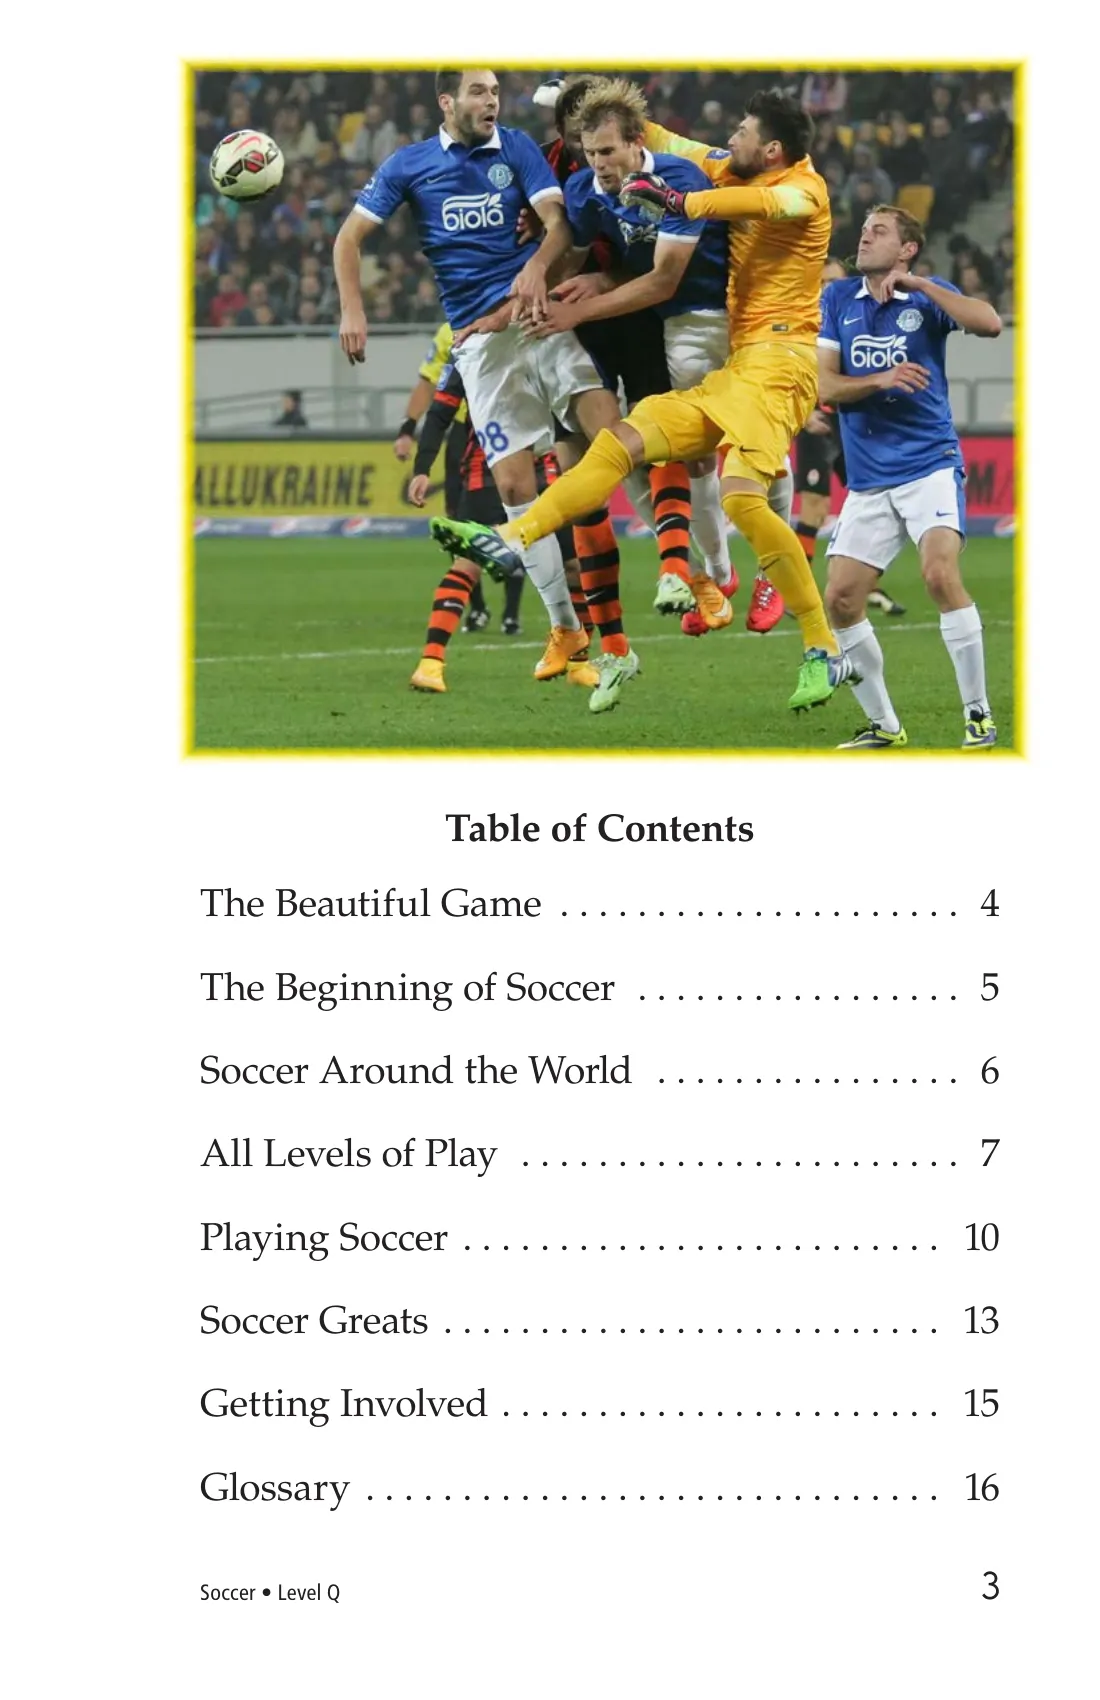 biola
biola
28
ALLUKRAINE
Table of Contents
The Beautiful Game . . . . . . . . . . . . . . . . . . . . . 4
The Beginning of Soccer . . . . . . . . . . . . . . . . . 5
Soccer Around the World . . . . . . . . . . . . . . . . 6
All Levels of Play . . . . . . . . . . . . . . . . . . . . . . . 7
Playing Soccer . . . . . . . . . . . . . . . . . . . . . . . . . 10
Soccer Greats . . . . . . . . . . . . . . . . . . . . . . . . . . 13
Getting Involved . . . . . . . . . . . . . . . . . . . . . . . 15
Glossary . . . . . . . . . . . . . . . . . . . . . . . . . . . . . . 16
Soccer • Level Q 3